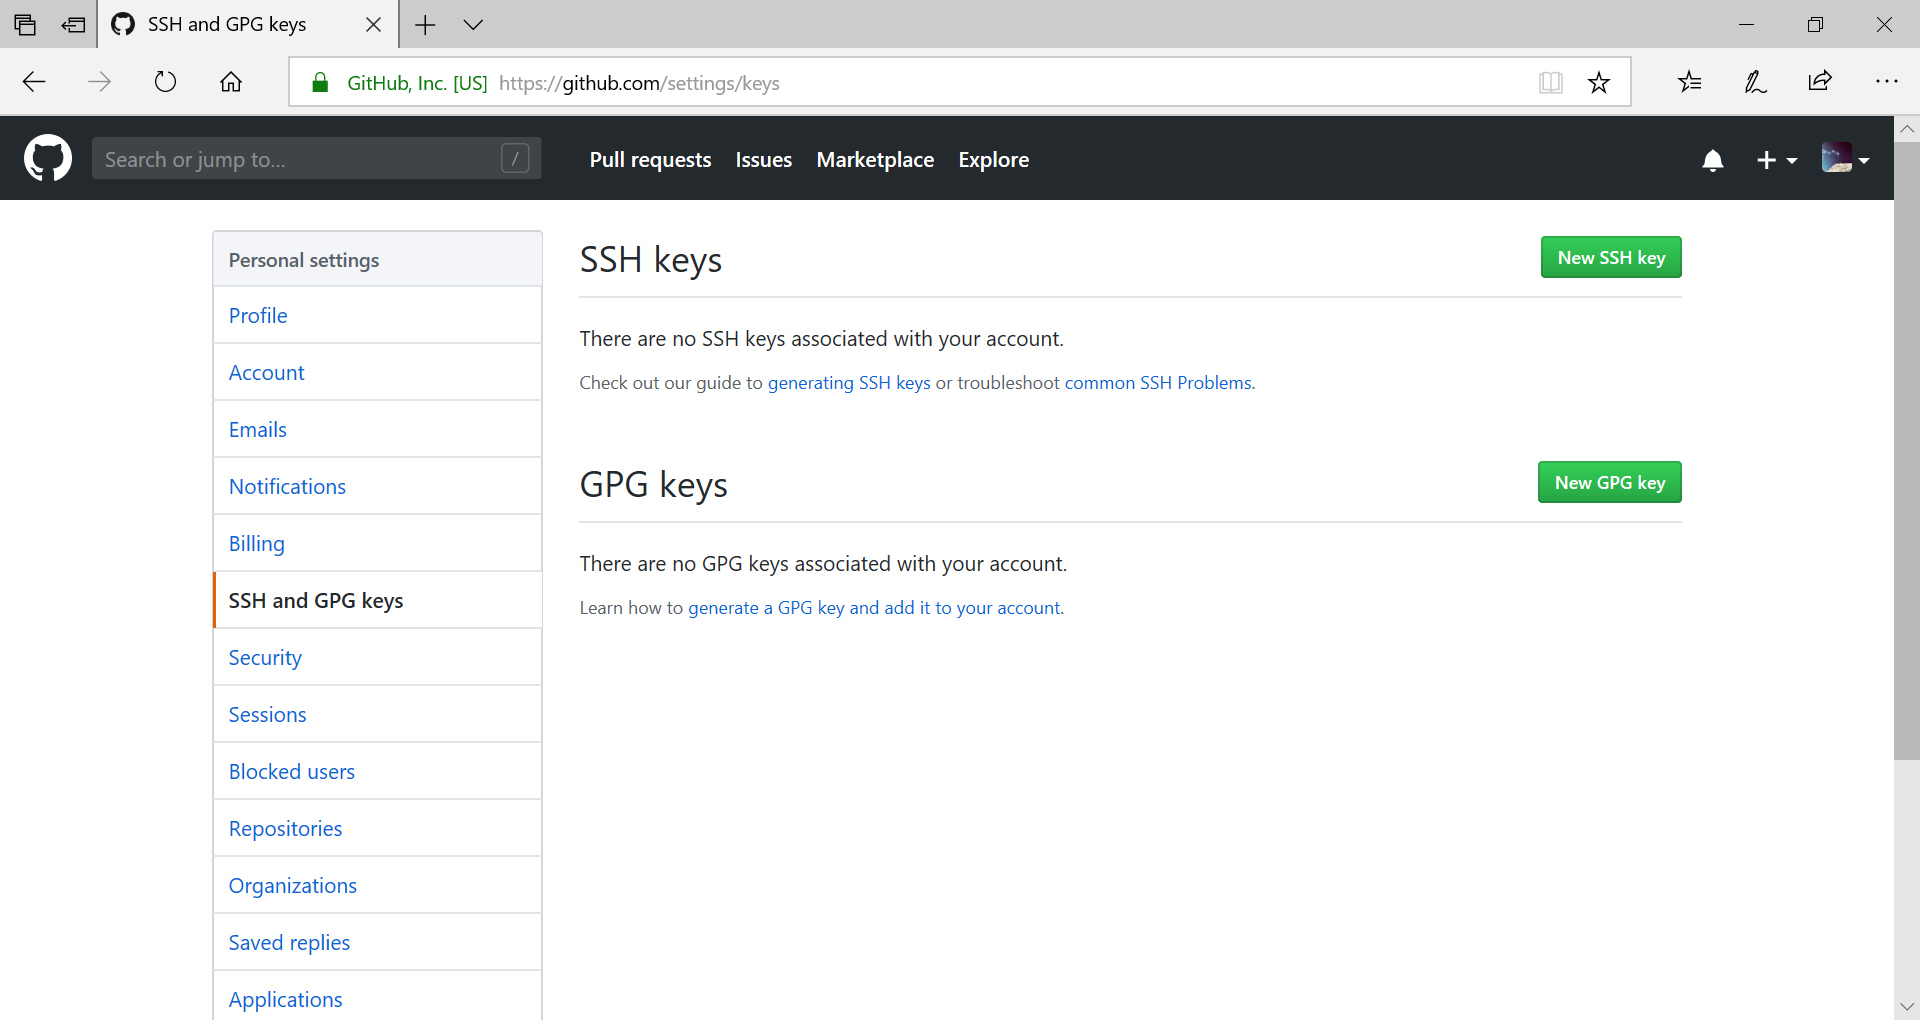 SSH and GPG keys
GitHub, Inc. [US] https://github.com/settings/keys
Search or jump to... /
Pull requests Issues Marketplace Explore
Personal settings
Profile
Account
Emails
Notifications
Billing
SSH and GPG keys
Security
Sessions
Blocked users
Repositories
Organizations
Saved replies
Applications
SSH keys
New SSH key
There are no SSH keys associated with your account.
Check out our guide to generating SSH keys or troubleshoot common SSH Problems.
GPG keys
New GPG key
There are no GPG keys associated with your account.
Learn how to generate a GPG key and add it to your account.